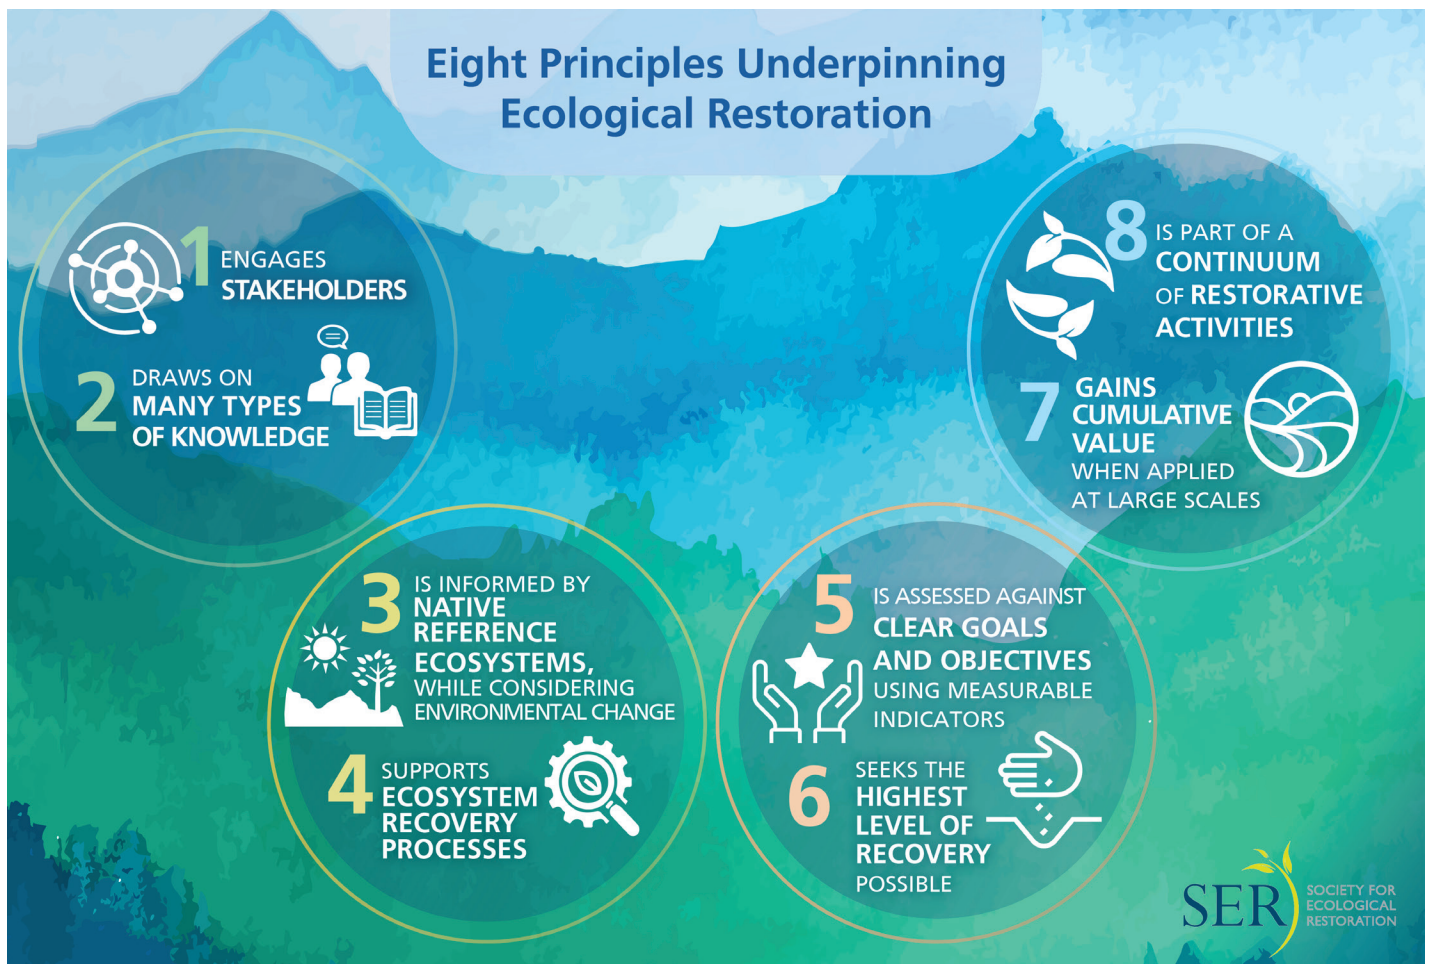 Eight Principles Underpinning
Ecological Restoration
1
ENGAGES
STAKEHOLDERS
2
DRAWS ON
MANY TYPES
OF KNOWLEDGE
3
IS INFORMED BY
NATIVE
REFERENCE
ECOSYSTEMS,
WHILE CONSIDERING
ENVIRONMENTAL CHANGE
4
SUPPORTS
ECOSYSTEM
RECOVERY
PROCESSES
5
IS ASSESSED AGAINST
CLEAR GOALS
AND OBJECTIVES
USING MEASURABLE
INDICATORS
6
SEEKS THE
HIGHEST
LEVEL OF
RECOVERY
POSSIBLE
7
GAINS
CUMULATIVE
VALUE
WHEN APPLIED
AT LARGE SCALES
8
IS PART OF A
CONTINUUM
OF RESTORATIVE
ACTIVITIES
SER
SOCIETY FOR
ECOLOGICAL
RESTORATION